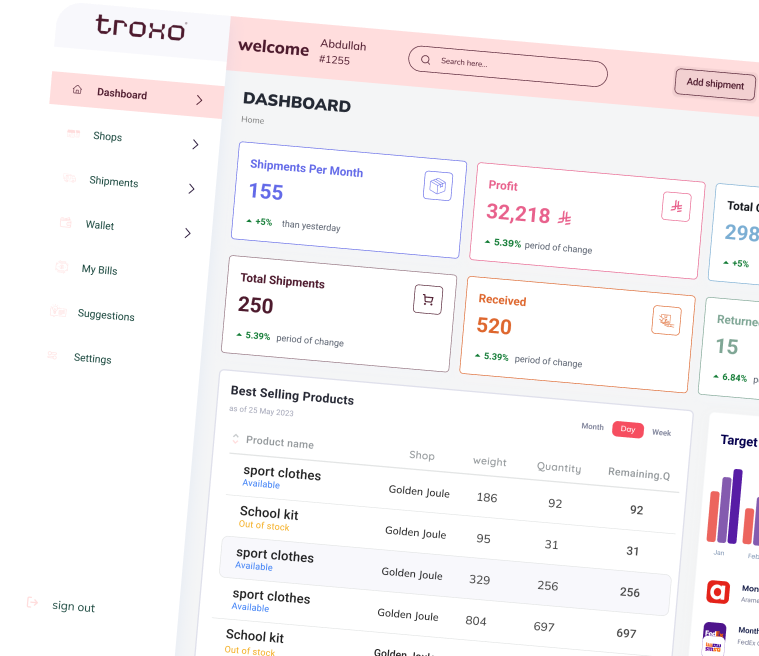 troxo
welcome
Abdullah
#1255
Search here...
Add shipment
Dashboard
Shops
Shipments
Wallet
My Bills
Suggestions
Settings
sign out
DASHBOARD
Home
Shipments Per Month
155
+5% than yesterday
Profit
32,218
5.39% period of change
Total
298
+5%
Total Shipments
250
5.39% period of change
Received
520
5.39% period of change
Returne
15
6.84%
Best Selling Products
as of 25 May 2023
Month Day Week
Product name Shop weight Quantity Remaining.Q
sport clothes
Available
Golden Joule 186 92 92
School kit
Out of stock
Golden Joule 95 31 31
sport clothes
Available
Golden Joule 329 256 256
sport clothes
Available
Golden Joule 804 697 697
School kit
Out of stock
Golden Joule
Target
Jan
Feb
Mon
Arama
Month
FedEx
FedEx